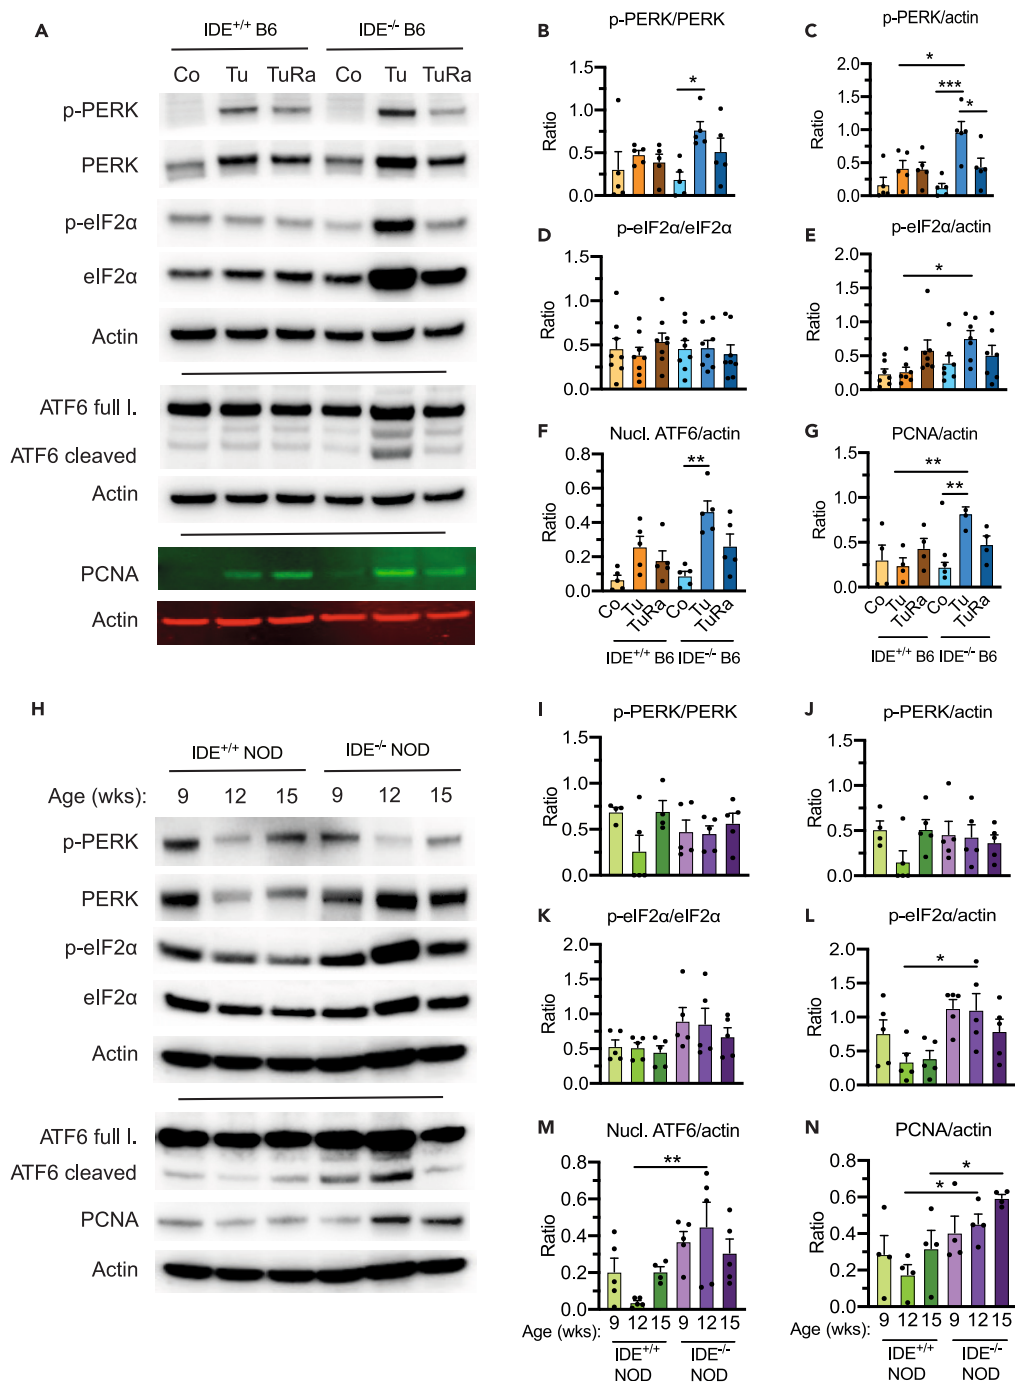 A
IDE+/+ B6
IDE-/- B6
Co Tu TuRa Co Tu TuRa
p-PERK
PERK
p-eIF2α
eIF2α
Actin
ATF6 full l.
ATF6 cleaved
Actin
PCNA
Actin
B
p-PERK/PERK
Ratio
1.5
1.0
0.5
0.0
*
C
p-PERK/actin
Ratio
2.0
1.5
1.0
0.5
0.0
*
***
*
D
p-eIF2α/eIF2α
Ratio
1.5
1.0
0.5
0.0
E
p-eIF2α/actin
Ratio
2.0
1.5
1.0
0.5
0.0
*
F
Nucl. ATF6/actin
Ratio
0.8
0.6
0.4
0.2
0.0
**
Co Tu TuRa Co Tu TuRa
IDE+/+ B6 IDE-/- B6
G
PCNA/actin
Ratio
1.5
1.0
0.5
0.0
**
**
Co Tu TuRa Co Tu TuRa
IDE+/+ B6 IDE-/- B6
H
IDE+/+ NOD
IDE-/- NOD
Age (wks): 9 12 15 9 12 15
p-PERK
PERK
p-eIF2α
eIF2α
Actin
ATF6 full l.
ATF6 cleaved
PCNA
Actin
I
p-PERK/PERK
Ratio
1.5
1.0
0.5
0.0
J
p-PERK/actin
Ratio
1.5
1.0
0.5
0.0
K
p-eIF2α/eIF2α
Ratio
2.0
1.5
1.0
0.5
0.0
L
p-eIF2α/actin
Ratio
2.0
1.5
1.0
0.5
0.0
*
M
Nucl. ATF6/actin
Ratio
0.8
0.6
0.4
0.2
0.0
**
Age (wks): 9 12 15 9 12 15
IDE+/+ NOD
IDE-/- NOD
N
PCNA/actin
Ratio
0.8
0.6
0.4
0.2
0.0
*
*
Age (wks): 9 12 15 9 12 15
IDE+/+ NOD
IDE-/- NOD